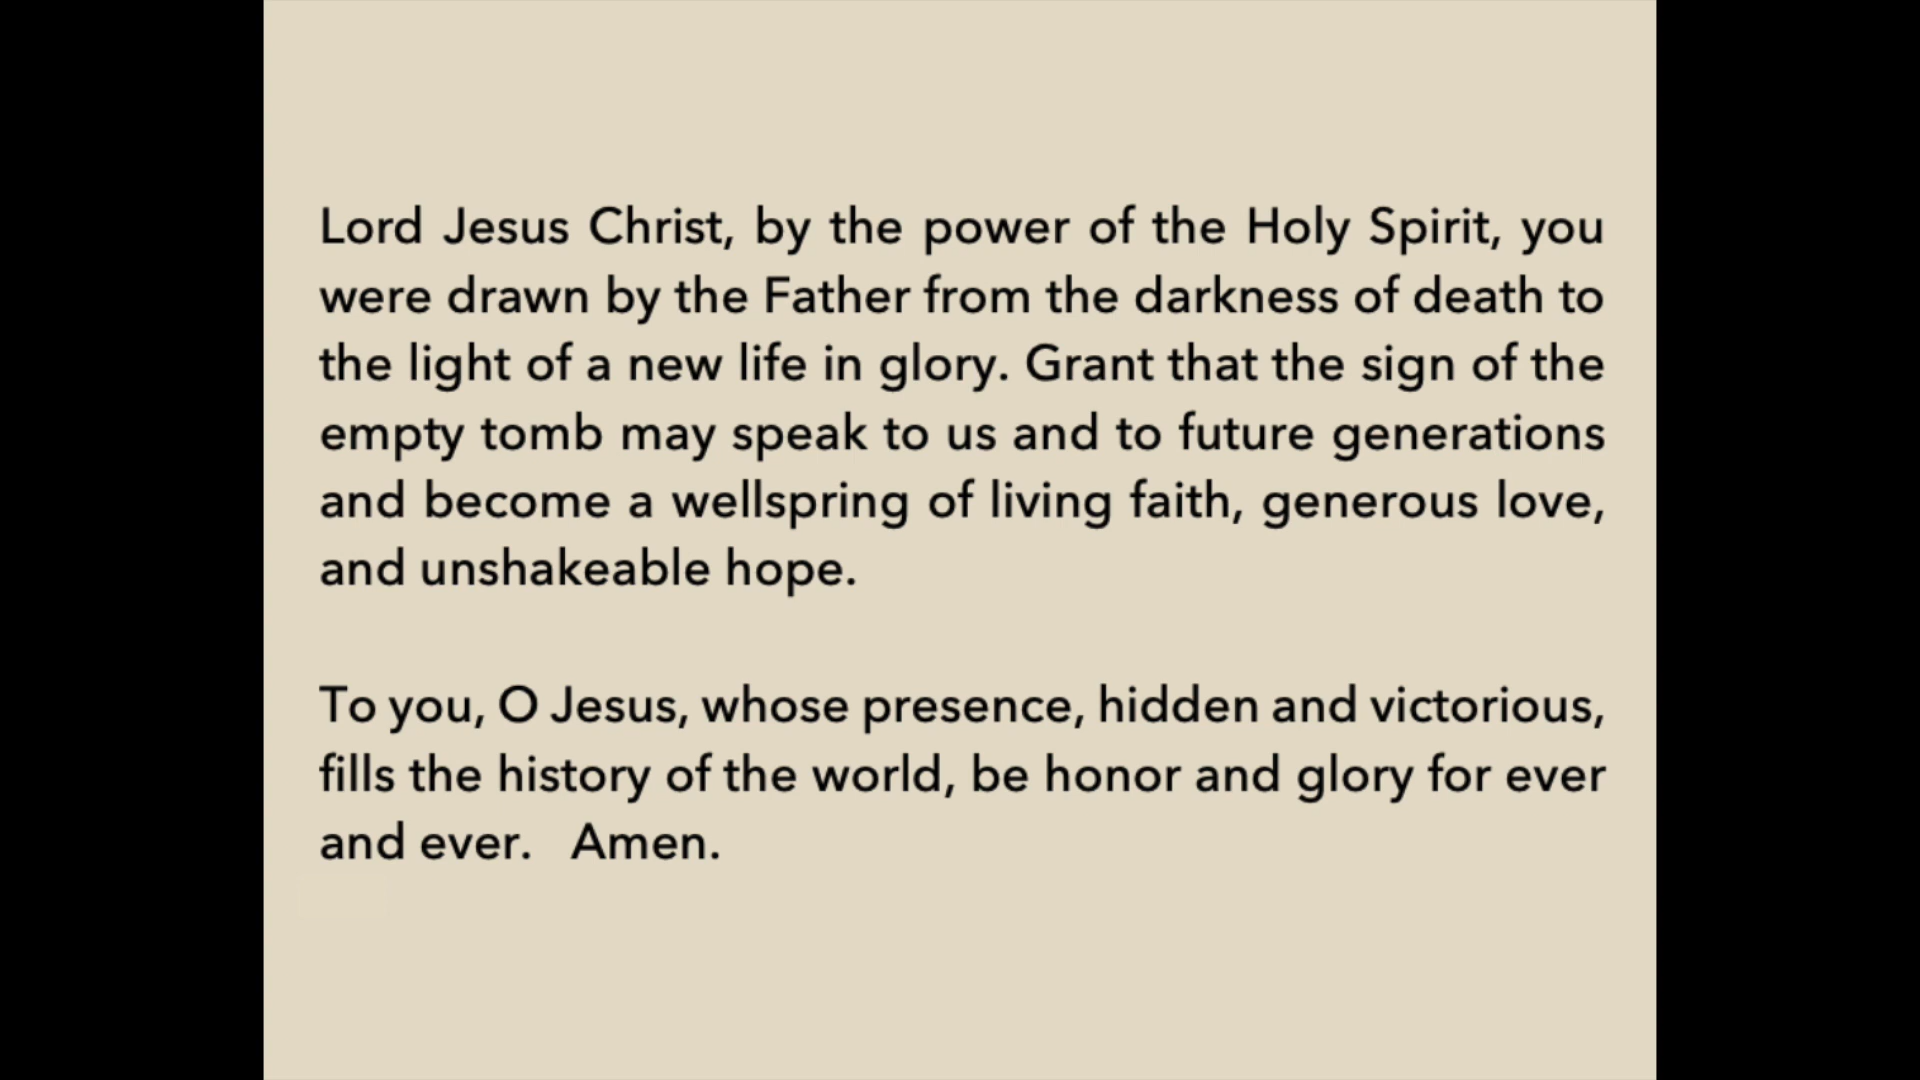 Lord Jesus Christ, by the power of the Holy Spirit, you
were drawn by the Father from the darkness of death to
the light of a new life in glory. Grant that the sign of the
empty tomb may speak to us and to future generations
and become a wellspring of living faith, generous love,
and unshakeable hope.
To you, O Jesus, whose presence, hidden and victorious,
fills the history of the world, be honor and glory for ever
and ever.   Amen.